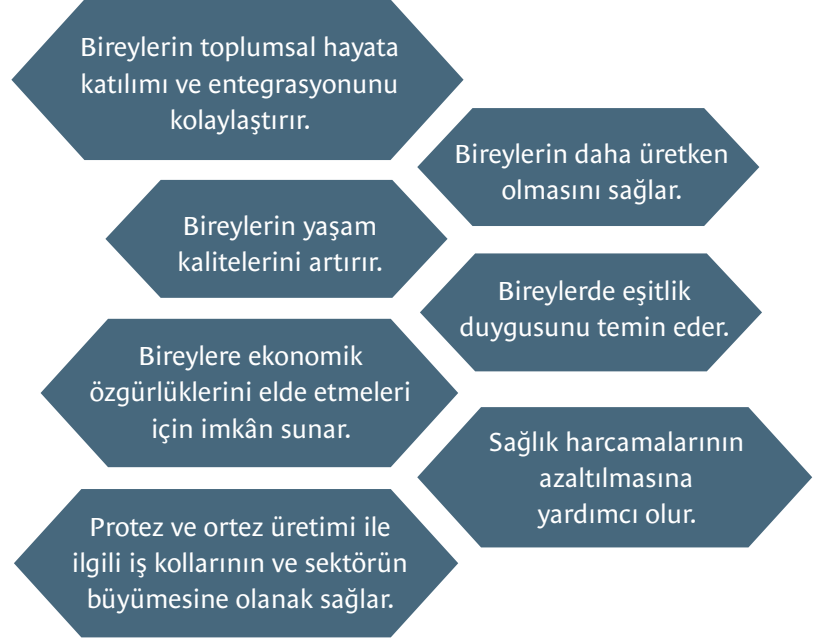 Bireylerin toplumsal hayata
katılımı ve entegrasyonunu
kolaylaştırır.
Bireylerin daha üretken
olmasını sağlar.
Bireylerin yaşam
kalitelerini artırır.
Bireylerde eşitlik
duygusunu temin eder.
Bireylere ekonomik
özgürlüklerini elde etmeleri
için imkân sunar.
Sağlık harcamalarının
azaltılmasına
yardımcı olur.
Protez ve ortez üretimi ile
ilgili iş kollarının ve sektörün
büyümesine olanak sağlar.